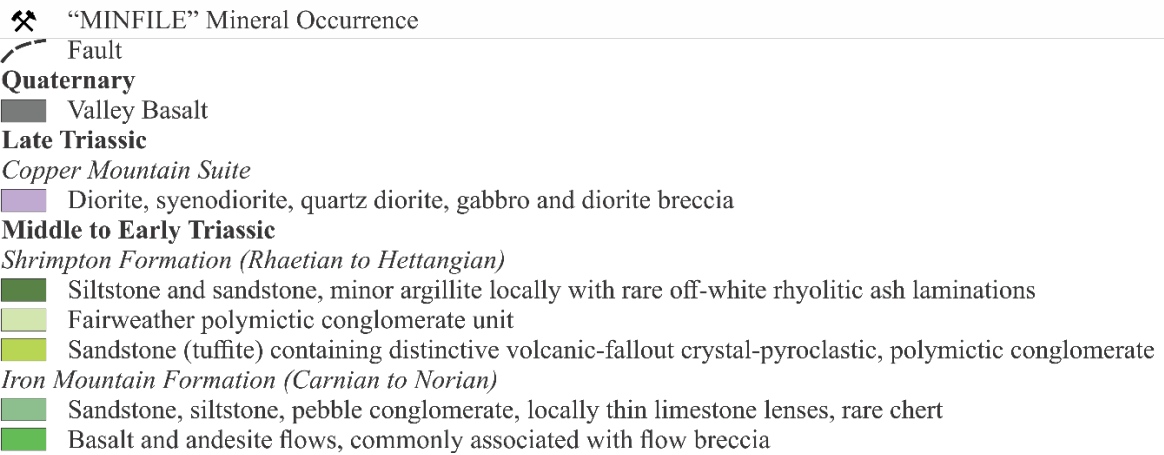 “MINFILE” Mineral Occurrence
Fault
Quaternary
Valley Basalt
Late Triassic
Copper Mountain Suite
Diorite, syenodiorite, quartz diorite, gabbro and diorite breccia
Middle to Early Triassic
Shrimpton Formation (Rhaetian to Hettangian)
Siltstone and sandstone, minor argillite locally with rare off-white rhyolitic ash laminations
Fairweather polymictic conglomerate unit
Sandstone (tuffite) containing distinctive volcanic-fallout crystal-pyroclastic, polymictic conglomerate
Iron Mountain Formation (Carnian to Norian)
Sandstone, siltstone, pebble conglomerate, locally thin limestone lenses, rare chert
Basalt and andesite flows, commonly associated with flow breccia